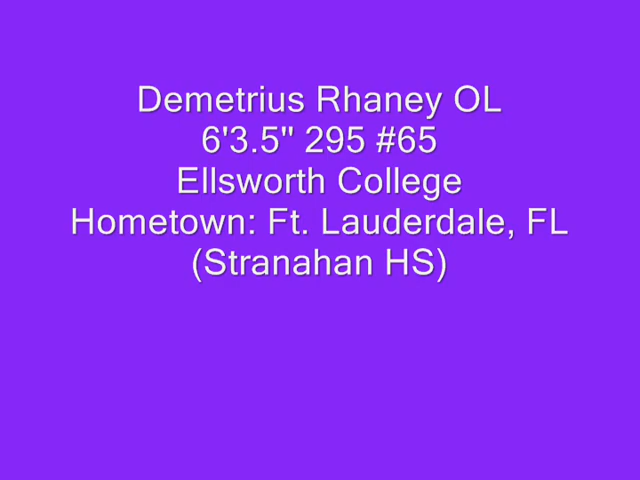 Demetrius Rhaney OL
6'3.5" 295 #65
Ellsworth College
Hometown: Ft. Lauderdale, FL
(Stranahan HS)